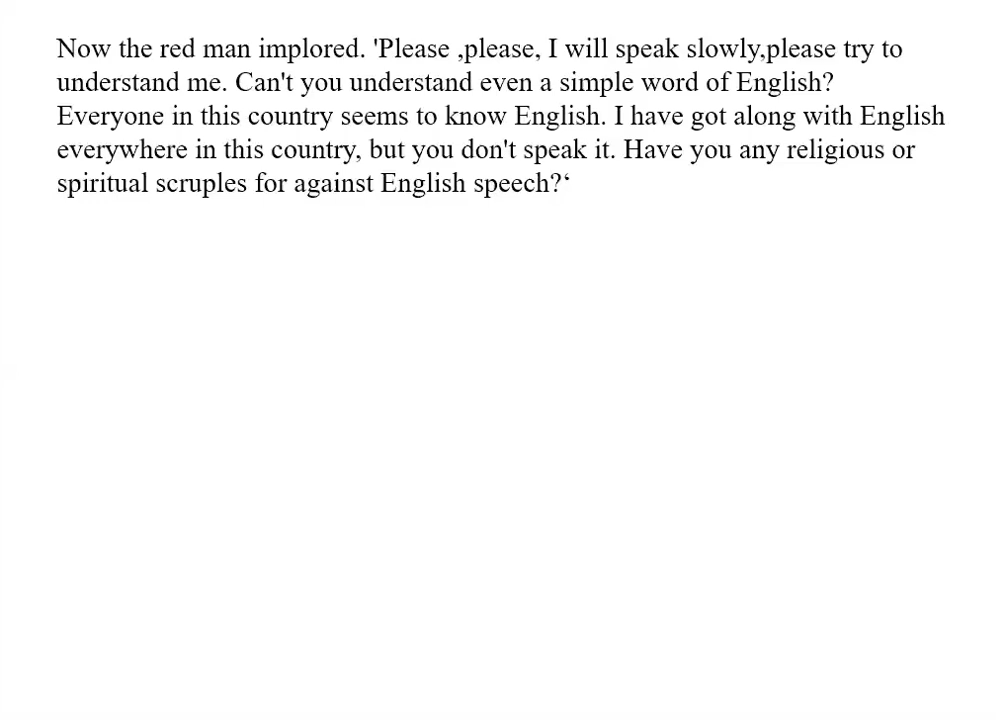 Now the red man implored. 'Please ,please, I will speak slowly,please try to
understand me. Can't you understand even a simple word of English?
Everyone in this country seems to know English. I have got along with English
everywhere in this country, but you don't speak it. Have you any religious or
spiritual scruples for against English speech?‘